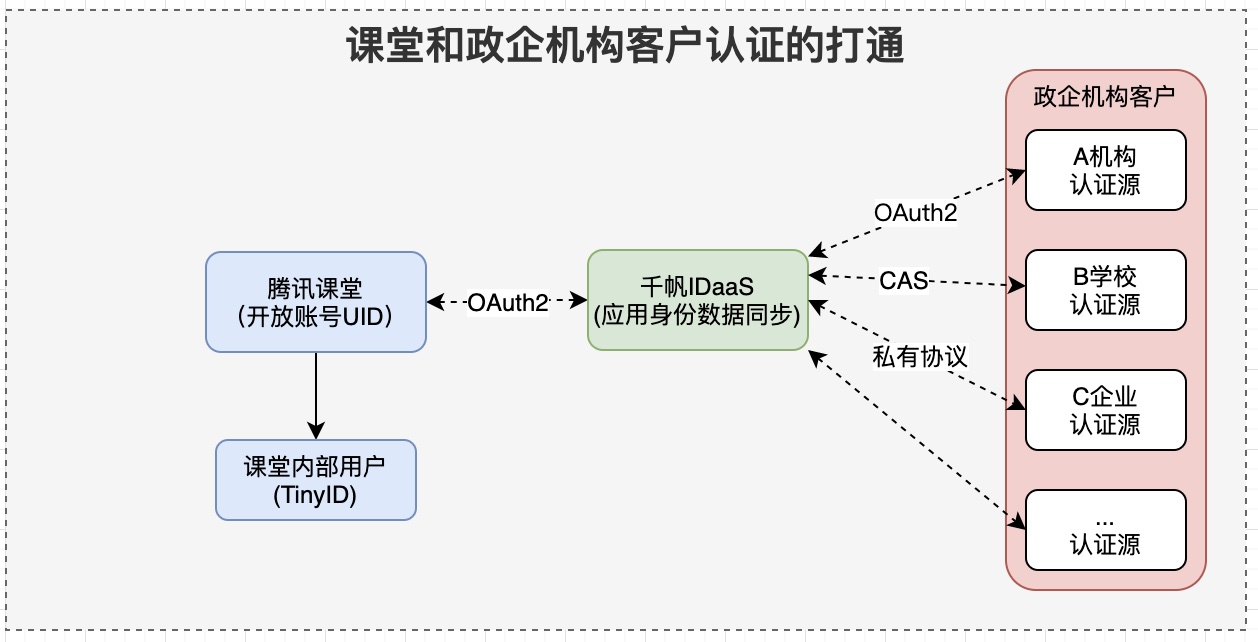 课堂和政企机构客户认证的打通
政企机构客户
A机构
认证源
OAuth2
B学校
认证源
CAS
腾讯课堂
（开放账号UID）
OAuth2
千帆IDaaS
(应用身份数据同步)
私有协议
C企业
认证源
课堂内部用户
(TinyID)
...
认证源